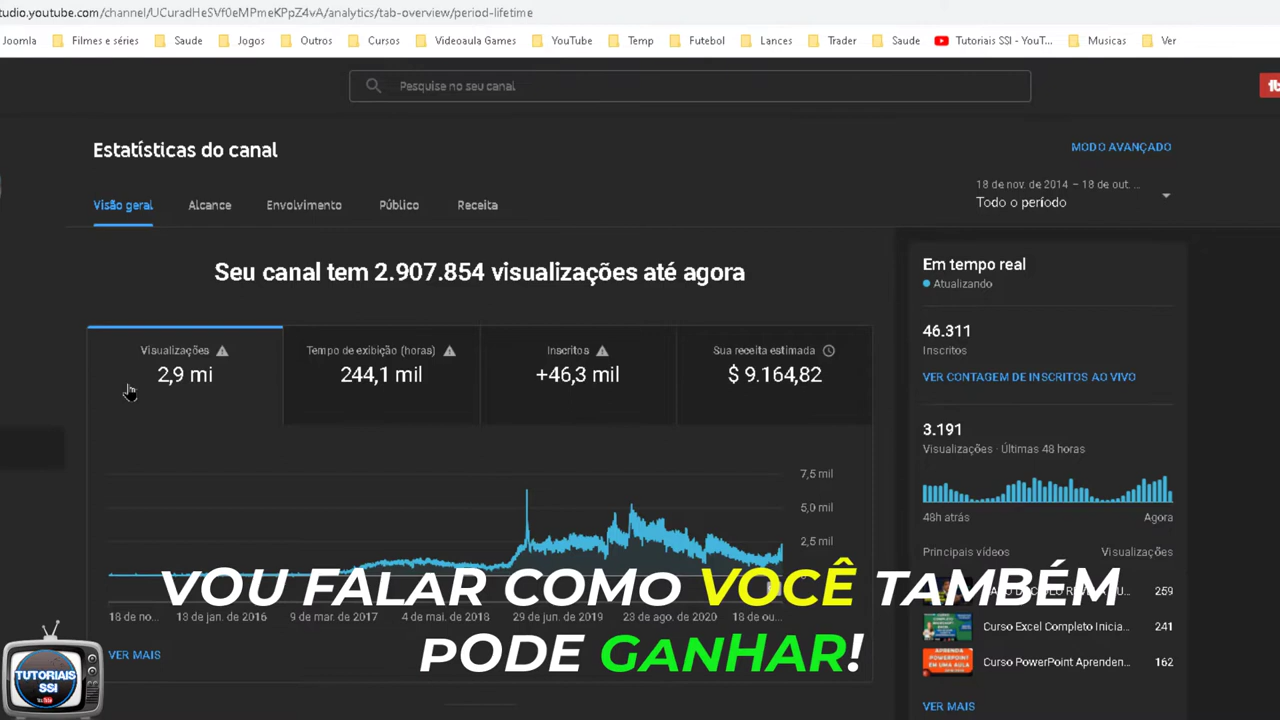 tudio.youtube.com/channel/UCuradHeSVf0eMPmeKPpZ4vA/analytics/tab-overview/period-lifetime
Joomla Filmes e séries Saude Jogos Outros Cursos Videoaula Games YouTube Temp Futebol Lances Trader Saude Tutoriais SSI - YouT... Musicas Ver
Pesquise no seu canal
Estatísticas do canal
MODO AVANÇADO
18 de nov. de 2014 – 18 de out. ...
Todo o período
Visão geral Alcance Envolvimento Público Receita
Seu canal tem 2.907.854 visualizações até agora
Visualizações
2,9 mi
Tempo de exibição (horas)
244,1 mil
Inscritos
+46,3 mil
Sua receita estimada
$ 9.164,82
7,5 mil
5,0 mil
2,5 mil
18 de no... 13 de jan. de 2016 9 de mar. de 2017 4 de mai. de 2018 29 de jun. de 2019 23 de ago. de 2020 18 de ou...
VER MAIS
Em tempo real
Atualizando
46.311
Inscritos
VER CONTAGEM DE INSCRITOS AO VIVO
3.191
Visualizações · Últimas 48 horas
48h atrás Agora
Principais vídeos Visualizações
259
Curso Excel Completo Inicia... 241
Curso PowerPoint Aprenden... 162
VER MAIS
VOU FALAR COMO VOCÊ TAMBÉM
PODE GANHAR!
TUTORIAIS
SSI